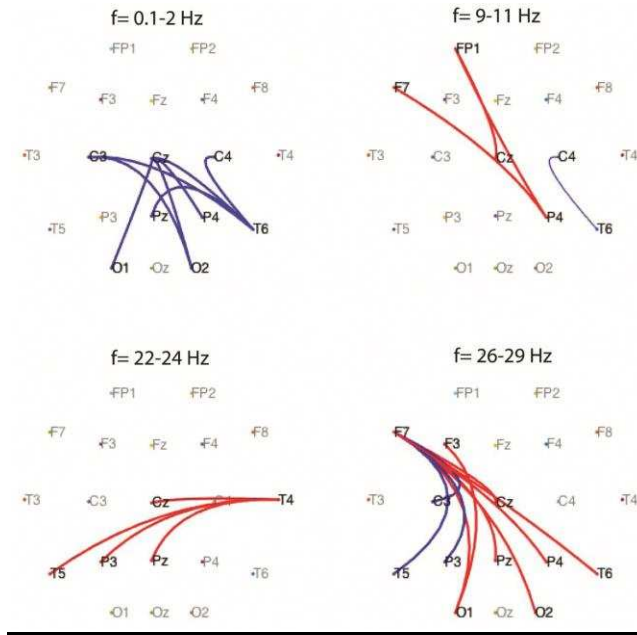 f= 0.1-2 Hz f= 9-11 Hz
FP1 FP2 FP1 FP2
F7 F3 Fz F4 F8 F7 F3 Fz F4 F8
T3 C3 Cz C4 T4 T3 C3 Cz C4 T4
T5 P3 Pz P4 T6 T5 P3 Pz P4 T6
O1 Oz O2 O1 Oz O2
f= 22-24 Hz f= 26-29 Hz
FP1 FP2 FP1 FP2
F7 F3 Fz F4 F8 F7 F3 Fz F4 F8
T3 C3 Cz C4 T4 T3 C3 Cz C4 T4
T5 P3 Pz P4 T6 T5 P3 Pz P4 T6
O1 Oz O2 O1 Oz O2